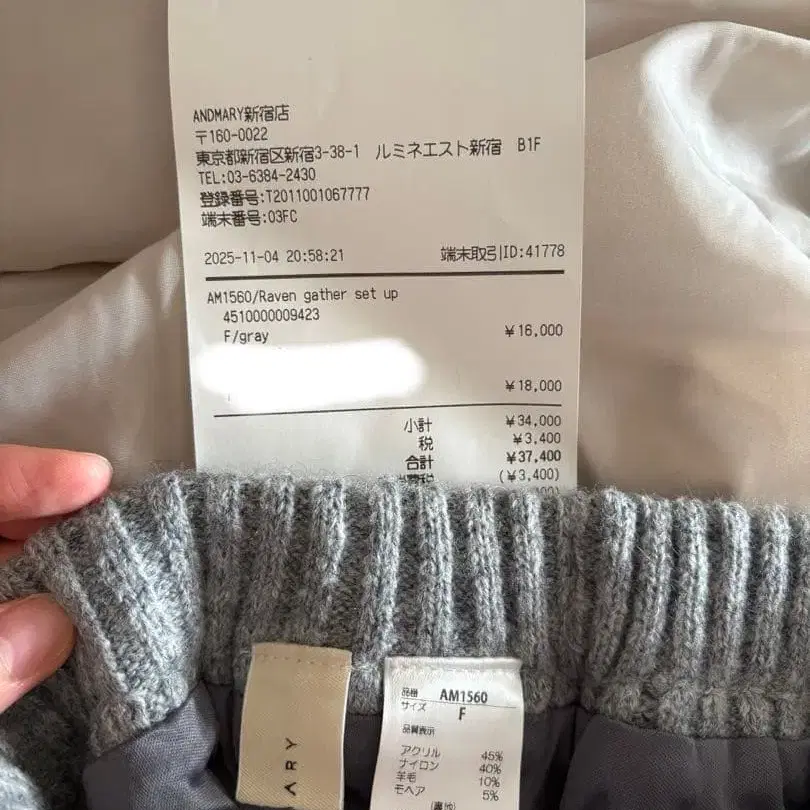 ANDMARY新宿店
〒160-0022
東京都新宿区新宿3-38-1 ルミネエスト新宿 B1F
TEL:03-6384-2430
登録番号:T2011001067777
端末番号:03FC
2025-11-04 20:58:21 端末取引ID:41778
AM1560/Raven gather set up
4510000009423
F/gray ¥16,000
¥18,000
小計 ¥34,000
税 ¥3,400
合計 ¥37,400
(¥3,400)
ARY
品番 AM1560
サイズ F
品質表示
アクリル 45%
ナイロン 40%
羊毛 10%
モヘア 5%
(裏地)